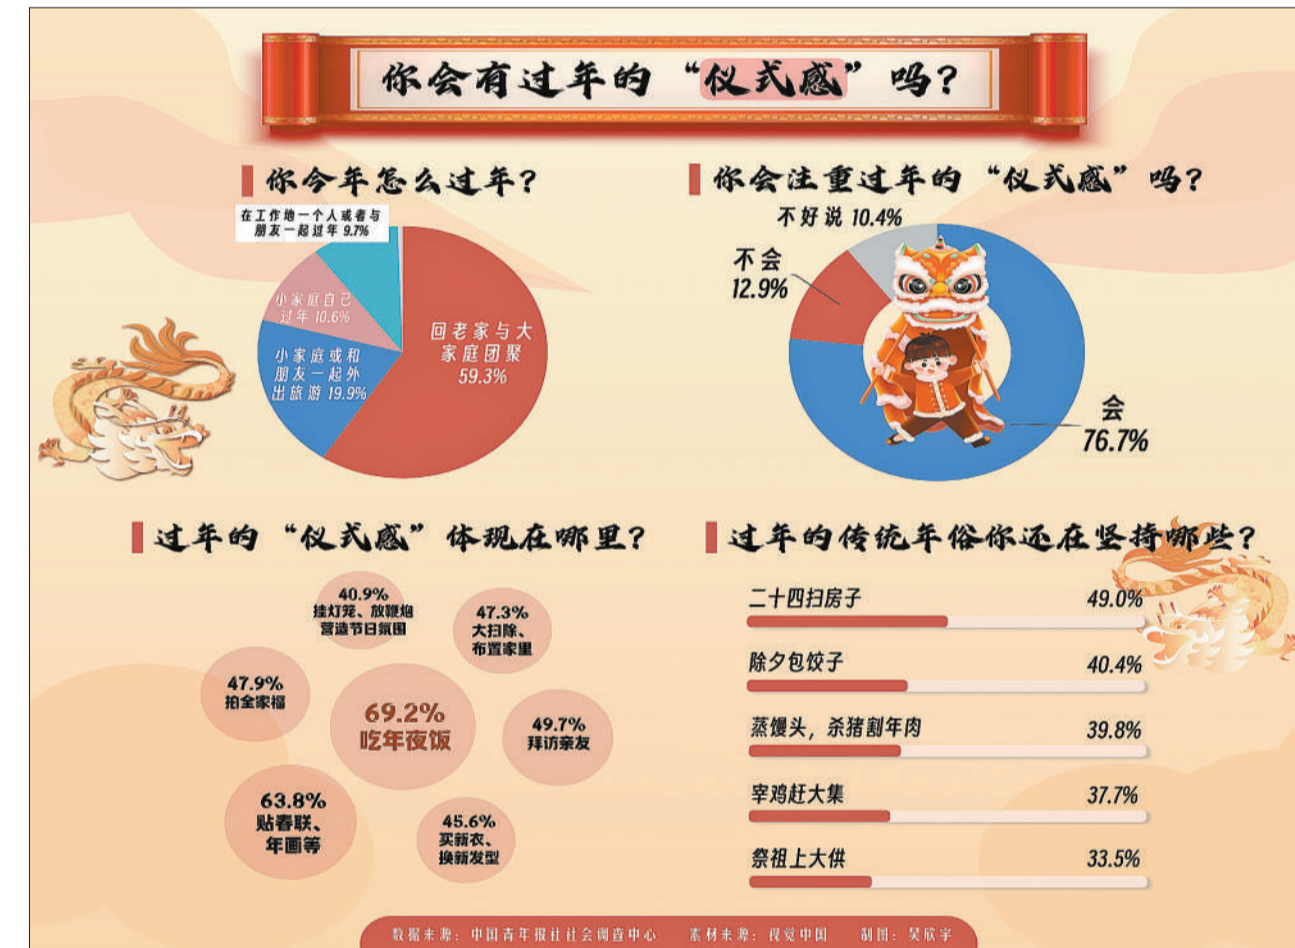 你会有过年的“仪式感”吗?
你今年怎么过年?
在工作地一个人或者与
朋友一起过年 9.7%
小家庭自己
过年 10.6%
小家庭或和
朋友一起外
出旅游 19.9%
回老家与大
家庭团聚
59.3%
你会注重过年的“仪式感”吗?
不好说 10.4%
不会
12.9%
会
76.7%
过年的“仪式感”体现在哪里?
40.9%
挂灯笼、放鞭炮
营造节日氛围
47.3%
大扫除、
布置家里
47.9%
拍全家福
69.2%
吃年夜饭
49.7%
拜访亲友
63.8%
贴春联、
年画等
45.6%
买新衣、
换新发型
过年的传统年俗你还在坚持哪些?
二十四扫房子 49.0%
除夕包饺子 40.4%
蒸馒头，杀猪割年肉 39.8%
宰鸡赶大集 37.7%
祭祖上大供 33.5%
数据来源：中国青年报社社会调查中心 素材来源：视觉中国 制图：吴欣宇